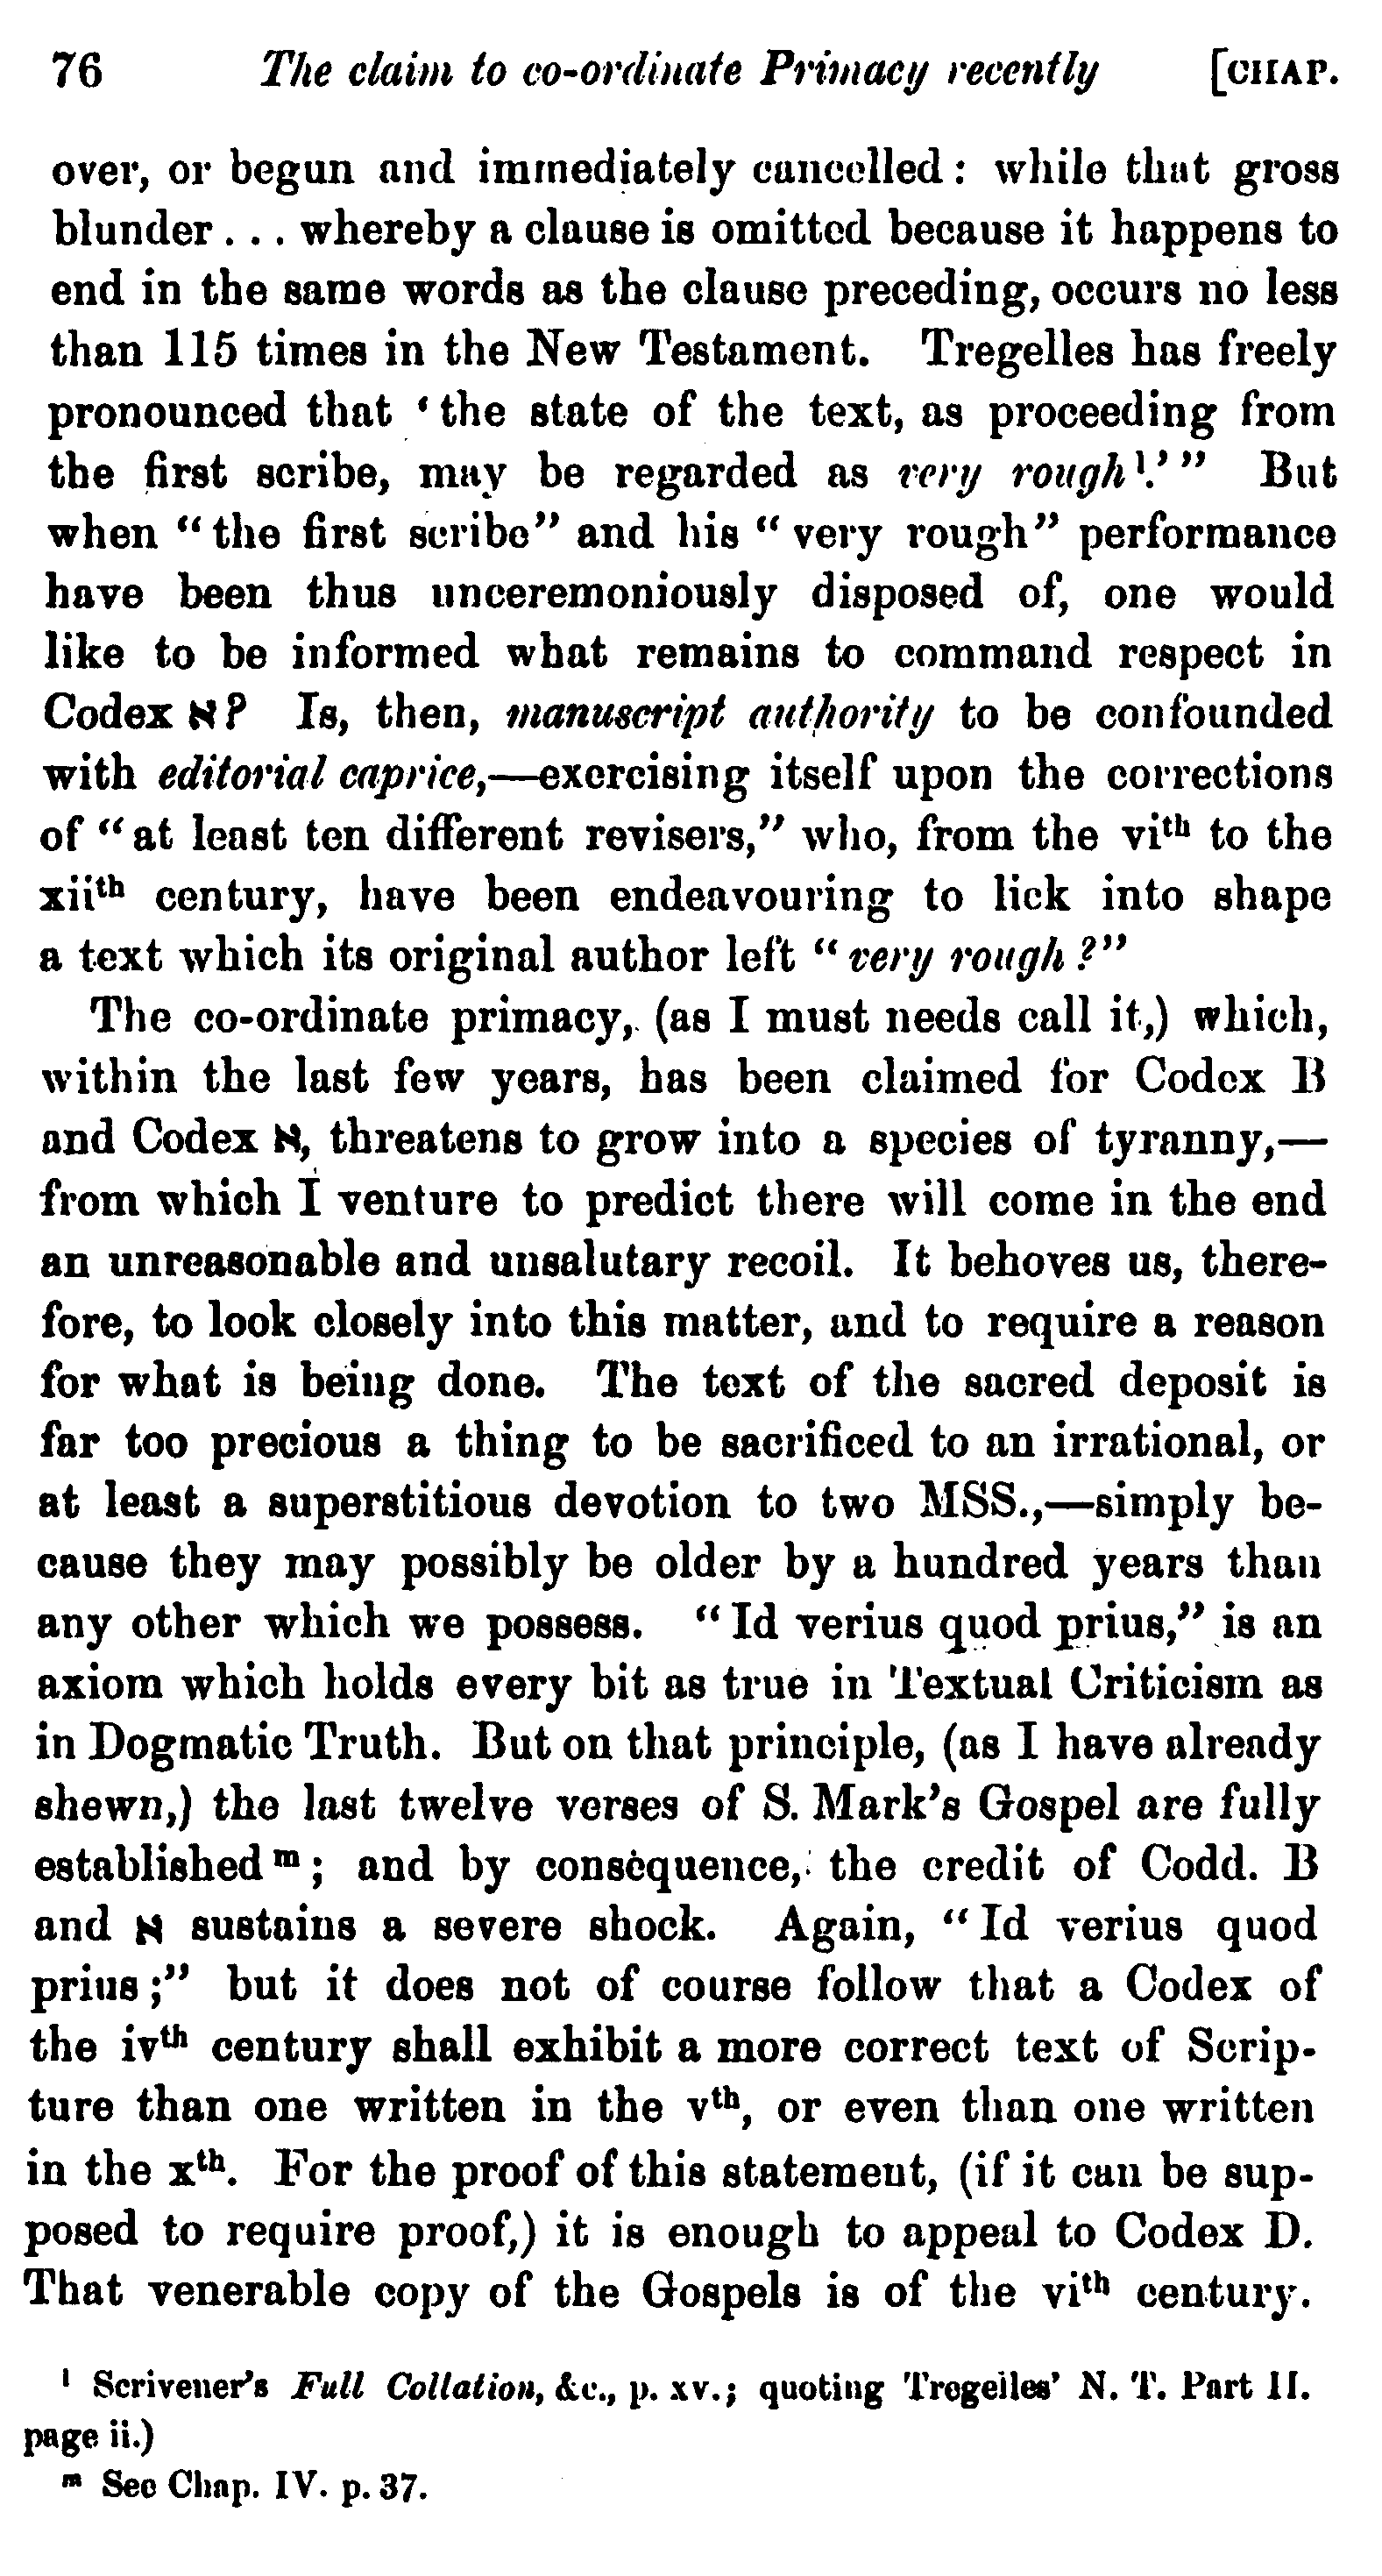 76 The claim to co-ordinate Primacy recently [CHAP.
over, or begun and immediately cancelled : while that gross
blunder . . . whereby a clause is omitted because it happens to
end in the same words as the clause preceding, occurs no less
than 115 times in the New Testament. Tregelles has freely
pronounced that ‘the state of the text, as proceeding from
the first scribe, may be regarded as very rough ˡ.’ ” But
when “the first scribe” and his “very rough” performance
have been thus unceremoniously disposed of, one would
like to be informed what remains to command respect in
Codex א? Is, then, manuscript authority to be confounded
with editorial caprice,—exercising itself upon the corrections
of “at least ten different revisers,” who, from the viᵗʰ to the
xiiᵗʰ century, have been endeavouring to lick into shape
a text which its original author left “very rough ?”
The co-ordinate primacy, (as I must needs call it,) which,
within the last few years, has been claimed for Codex B
and Codex א, threatens to grow into a species of tyranny,—
from which I venture to predict there will come in the end
an unreasonable and unsalutary recoil. It behoves us, there-
fore, to look closely into this matter, and to require a reason
for what is being done. The text of the sacred deposit is
far too precious a thing to be sacrificed to an irrational, or
at least a superstitious devotion to two MSS.,—simply be-
cause they may possibly be older by a hundred years than
any other which we possess. “Id verius quod prius,” is an
axiom which holds every bit as true in Textual Criticism as
in Dogmatic Truth. But on that principle, (as I have already
shewn,) the last twelve verses of S. Mark’s Gospel are fully
established ᵐ ; and by consequence, the credit of Codd. B
and א sustains a severe shock. Again, “Id verius quod
prius ;” but it does not of course follow that a Codex of
the ivᵗʰ century shall exhibit a more correct text of Scrip-
ture than one written in the vᵗʰ, or even than one written
in the xᵗʰ. For the proof of this statement, (if it can be sup-
posed to require proof,) it is enough to appeal to Codex D.
That venerable copy of the Gospels is of the viᵗʰ century.
ˡ Scrivener’s Full Collation, &c., p. xv.; quoting Tregelles’ N. T. Part II.
page ii.)
ᵐ See Chap. IV. p. 37.